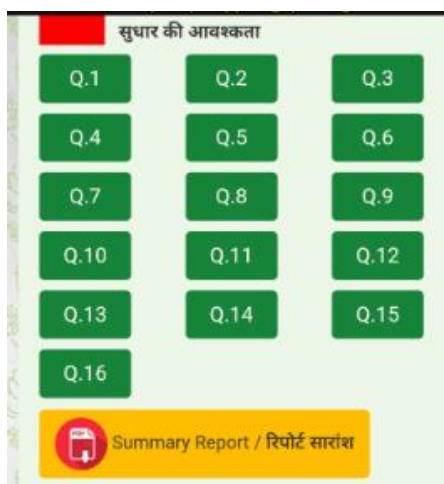 सुधार की आवश्कता
Q.1 Q.2 Q.3
Q.4 Q.5 Q.6
Q.7 Q.8 Q.9
Q.10 Q.11 Q.12
Q.13 Q.14 Q.15
Q.16
Summary Report / रिपोर्ट सारांश